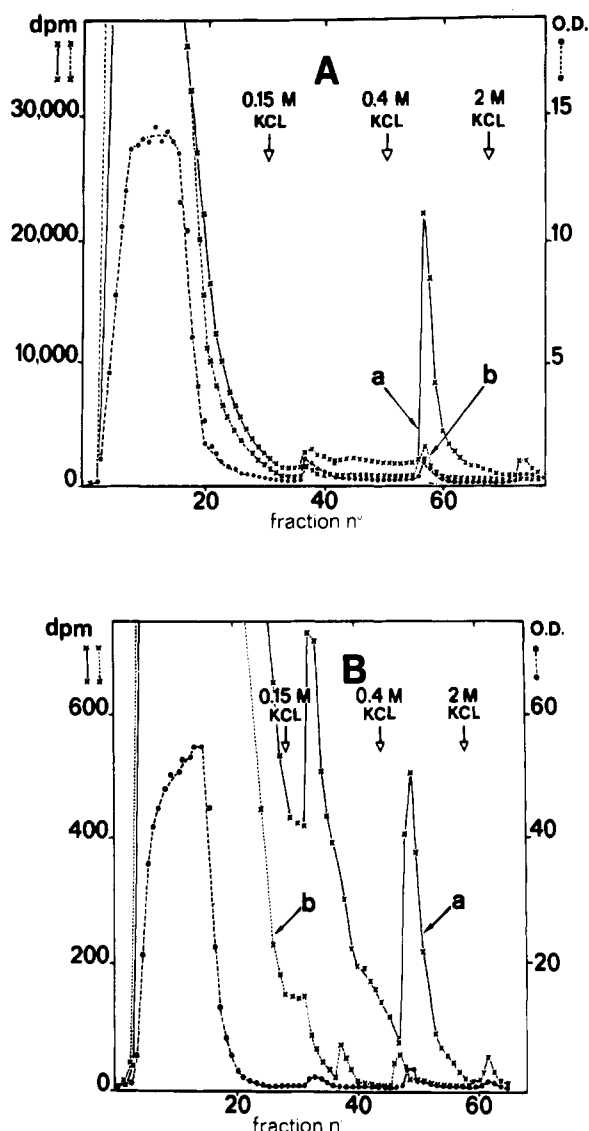 dpm
O.D.
A
0.15 M
KCL
0.4 M
KCL
2 M
KCL
30,000
15
20,000
10
10,000
5
a
b
0
20
40
60
fraction nº
dpm
O.D.
B
0.15 M
KCL
0.4 M
KCL
2 M
KCL
600
60
400
40
b
a
200
20
0
20
40
60
fraction n